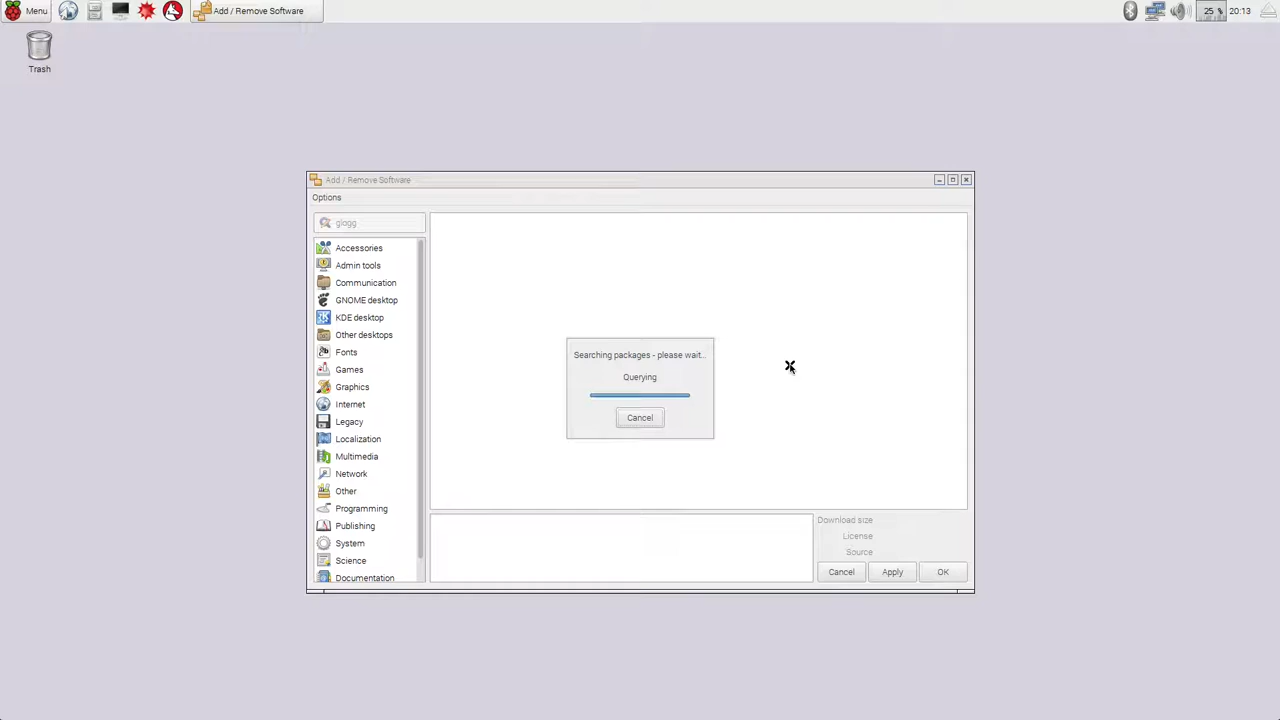 Menu
Add / Remove Software
25 %
20:13
Trash
Add / Remove Software
Options
glogg
Accessories
Admin tools
Communication
GNOME desktop
KDE desktop
Other desktops
Fonts
Games
Graphics
Internet
Legacy
Localization
Multimedia
Network
Other
Programming
Publishing
System
Science
Documentation
Searching packages - please wait...
Querying
Cancel
Download size
License
Source
Cancel
Apply
OK